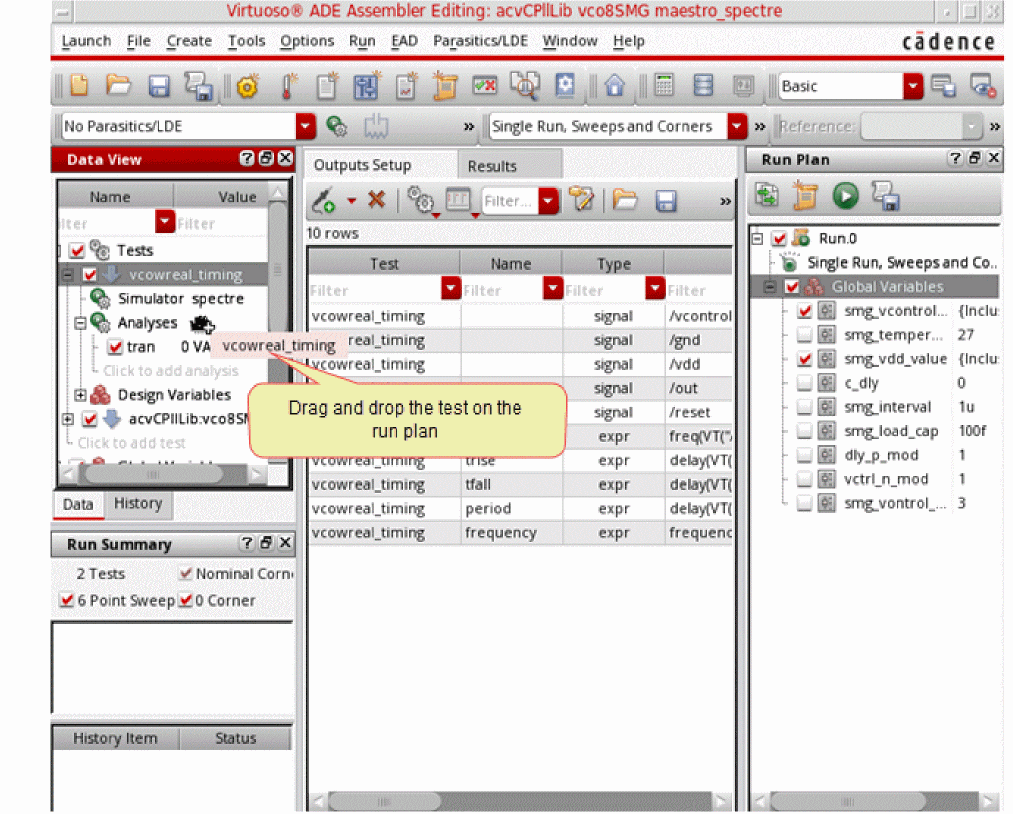 Virtuoso® ADE Assembler Editing: acvCPllLib vco8SMG maestro_spectre
Launch File Create Tools Options Run EAD Parasitics/LDE Window Help
cādence
Basic
No Parasitics/LDE
»
Single Run, Sweeps and Corners
»
Reference:
»
Data View
Name Value
Filter
Tests
vcowreal_timing
Simulator spectre
Analyses
tran 0 VA
vcowreal_timing
Click to add analysis
Design Variables
acvCPllLib:vco8SM
Click to add test
Data History
Run Summary
2 Tests Nominal Corn
6 Point Sweep 0 Corner
History Item Status
Outputs Setup Results
Filter...
»
10 rows
Test Name Type
Filter Filter Filter Filter
vcowreal_timing signal /vcontrol
vcowreal_timing signal /gnd
vcowreal_timing signal /vdd
signal /out
signal /reset
expr freq(VT("/
vcowreal_timing trise expr delay(VT(
vcowreal_timing tfall expr delay(VT(
vcowreal_timing period expr delay(VT(
vcowreal_timing frequency expr frequenc
Drag and drop the test on the
run plan
Run Plan
Run.0
Single Run, Sweeps and Co..
Global Variables
smg_vcontrol... {Inclu:
smg_temper... 27
smg_vdd_value {Inclu:
c_dly 0
smg_interval 1u
smg_load_cap 100f
dly_p_mod 1
vctrl_n_mod 1
smg_vontrol_... 3